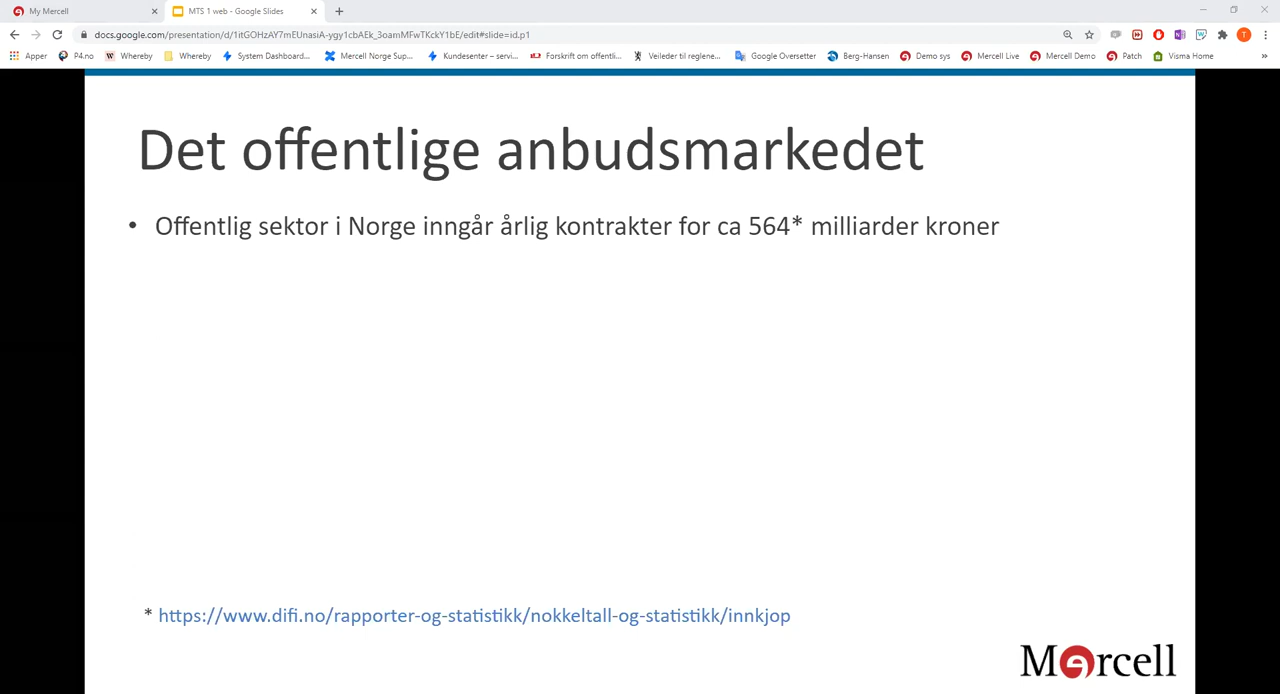 My Mercell
MTS 1 web - Google Slides
docs.google.com/presentation/d/1itGOHzAY7mEUnasiA-ygy1cbAEk_3oarnMFwTKckY1bE/edit#slide=id.p1
Apper P4.no Whereby Whereby System Dashboard... Mercell Norge Sup... Kundesenter – servi... Forskrift om offentli... Veileder til reglene... Google Oversetter Berg-Hansen Demo sys Mercell Live Mercell Demo Patch Visma Home »
Det offentlige anbudsmarkedet
• Offentlig sektor i Norge inngår årlig kontrakter for ca 564* milliarder kroner
* https://www.difi.no/rapporter-og-statistikk/nokkeltall-og-statistikk/innkjop
Mercell